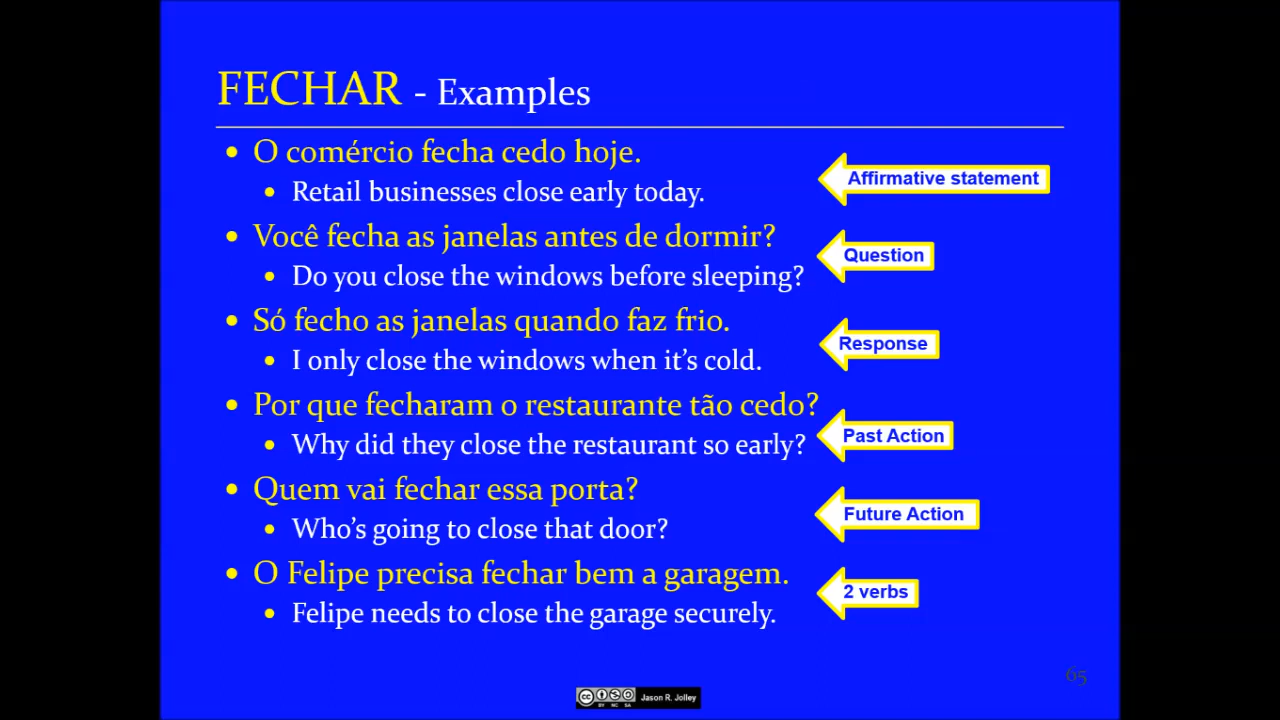 FECHAR - Examples
• O comércio fecha cedo hoje.
• Retail businesses close early today.
Affirmative statement
• Você fecha as janelas antes de dormir?
• Do you close the windows before sleeping?
Question
• Só fecho as janelas quando faz frio.
• I only close the windows when it's cold.
Response
• Por que fecharam o restaurante tão cedo?
• Why did they close the restaurant so early?
Past Action
• Quem vai fechar essa porta?
• Who's going to close that door?
Future Action
• O Felipe precisa fechar bem a garagem.
• Felipe needs to close the garage securely.
2 verbs
65
cc BY NC SA Jason R. Jolley